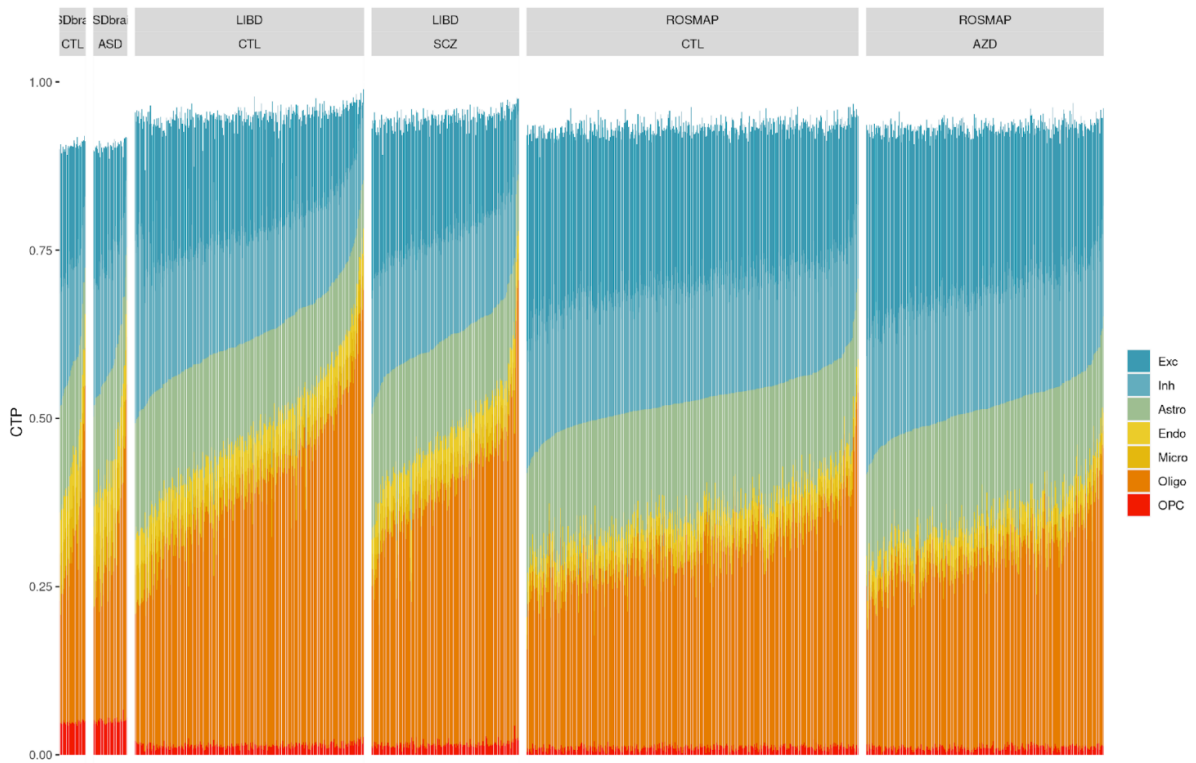 SDbra SDbra LIBD LIBD ROSMAP ROSMAP
CTL ASD CTL SCZ CTL AZD
1.00
0.75
0.50
0.25
0.00
CTP
Exc
Inh
Astro
Endo
Micro
Oligo
OPC